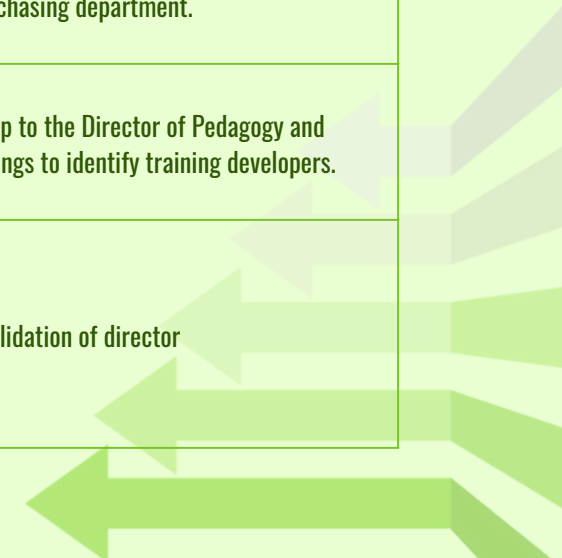 chasing department.
p to the Director of Pedagogy and
ngs to identify training developers.
lidation of director